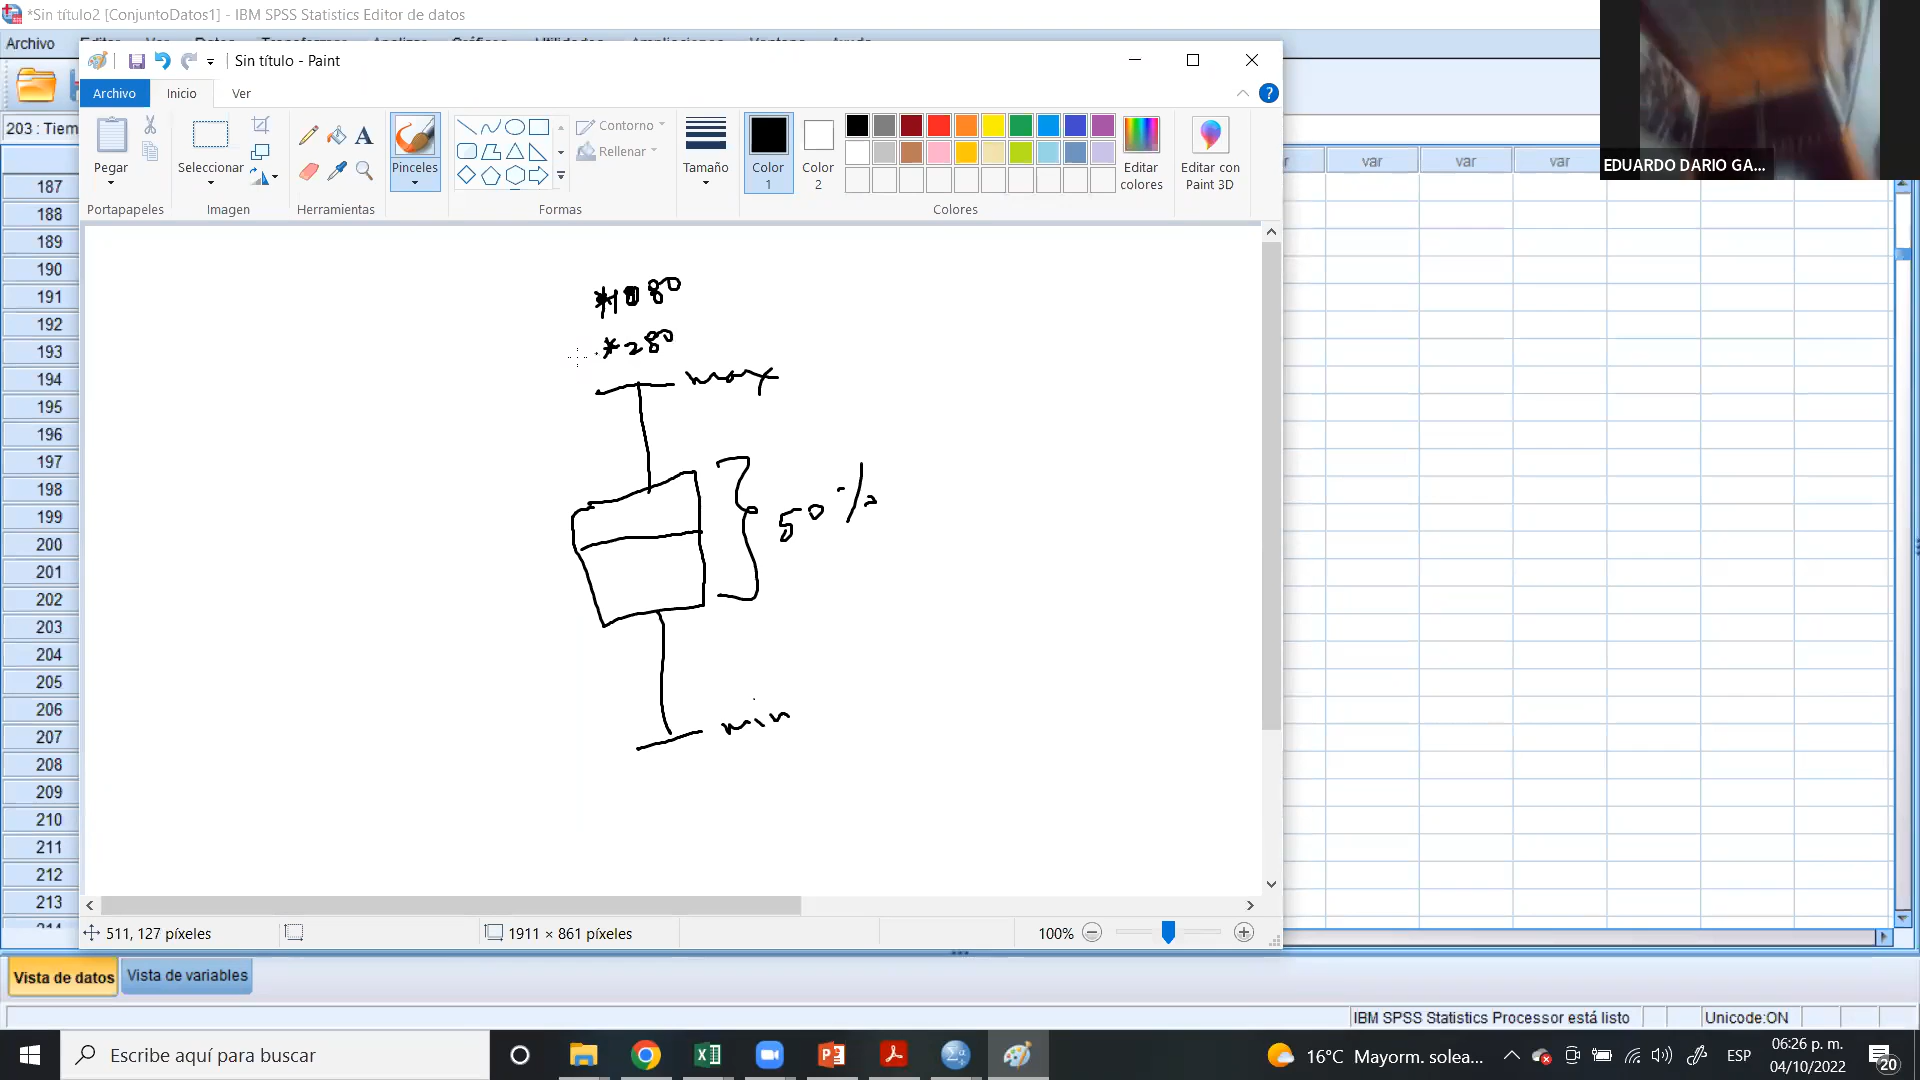 *Sin título2 [ConjuntoDatos1] - IBM SPSS Statistics Editor de datos
Archivo
Sin título - Paint
Archivo Inicio Ver
203 : Tiem
Pegar
Seleccionar
Pinceles
Contorno
Rellenar
Tamaño
Color 1
Color 2
Editar colores
Editar con Paint 3D
Portapapeles Imagen Herramientas Formas Colores
EDUARDO DARIO GA...
var var var
187
188
189
190
191
192
193
194
195
196
197
198
199
200
201
202
203
204
205
206
207
208
209
210
211
212
213
214
*280
max
50%
min
511, 127 píxeles
1911 × 861 píxeles
100%
Vista de datos Vista de variables
IBM SPSS Statistics Processor está listo
Unicode:ON
Escribe aquí para buscar
16°C Mayorm. solea...
ESP
06:26 p. m.
04/10/2022
20